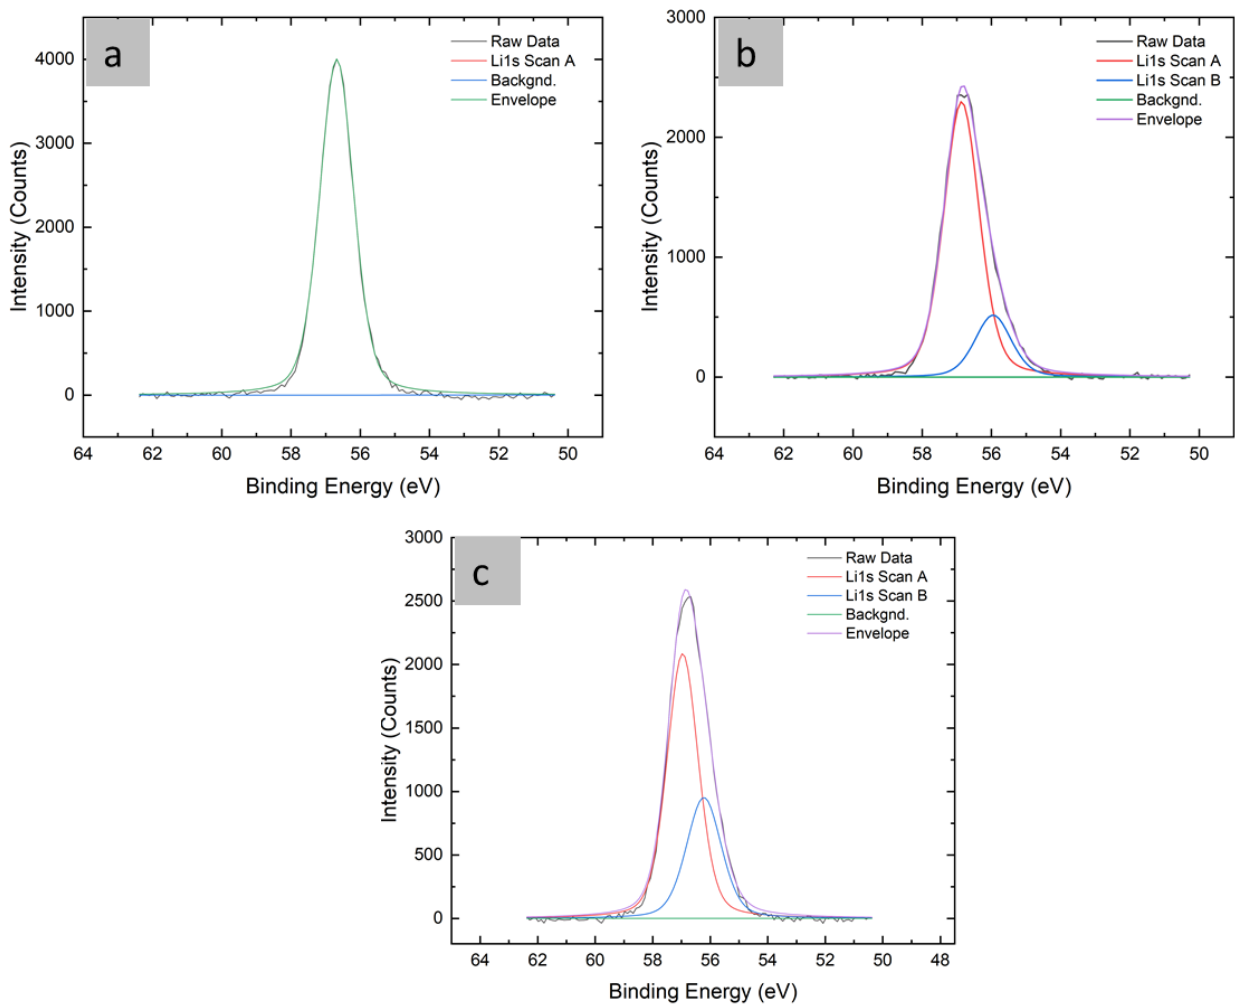 a
Raw Data
Li1s Scan A
Backgnd.
Envelope
4000
3000
2000
1000
0
Intensity (Counts)
64 62 60 58 56 54 52 50
Binding Energy (eV)
b
Raw Data
Li1s Scan A
Li1s Scan B
Backgnd.
Envelope
3000
2000
1000
0
Intensity (Counts)
64 62 60 58 56 54 52 50
Binding Energy (eV)
c
Raw Data
Li1s Scan A
Li1s Scan B
Backgnd.
Envelope
3000
2500
2000
1500
1000
500
0
Intensity (Counts)
64 62 60 58 56 54 52 50 48
Binding Energy (eV)